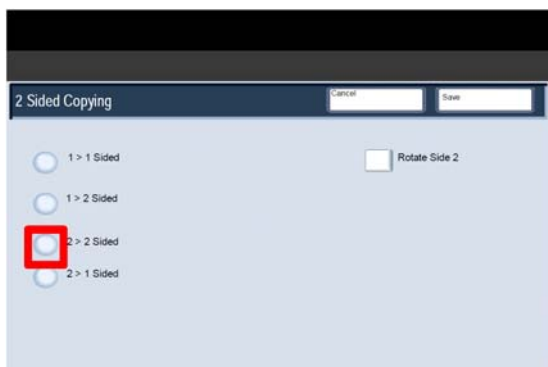 2 Sided Copying
Cancel
Save
1 > 1 Sided
Rotate Side 2
1 > 2 Sided
2 > 2 Sided
2 > 1 Sided